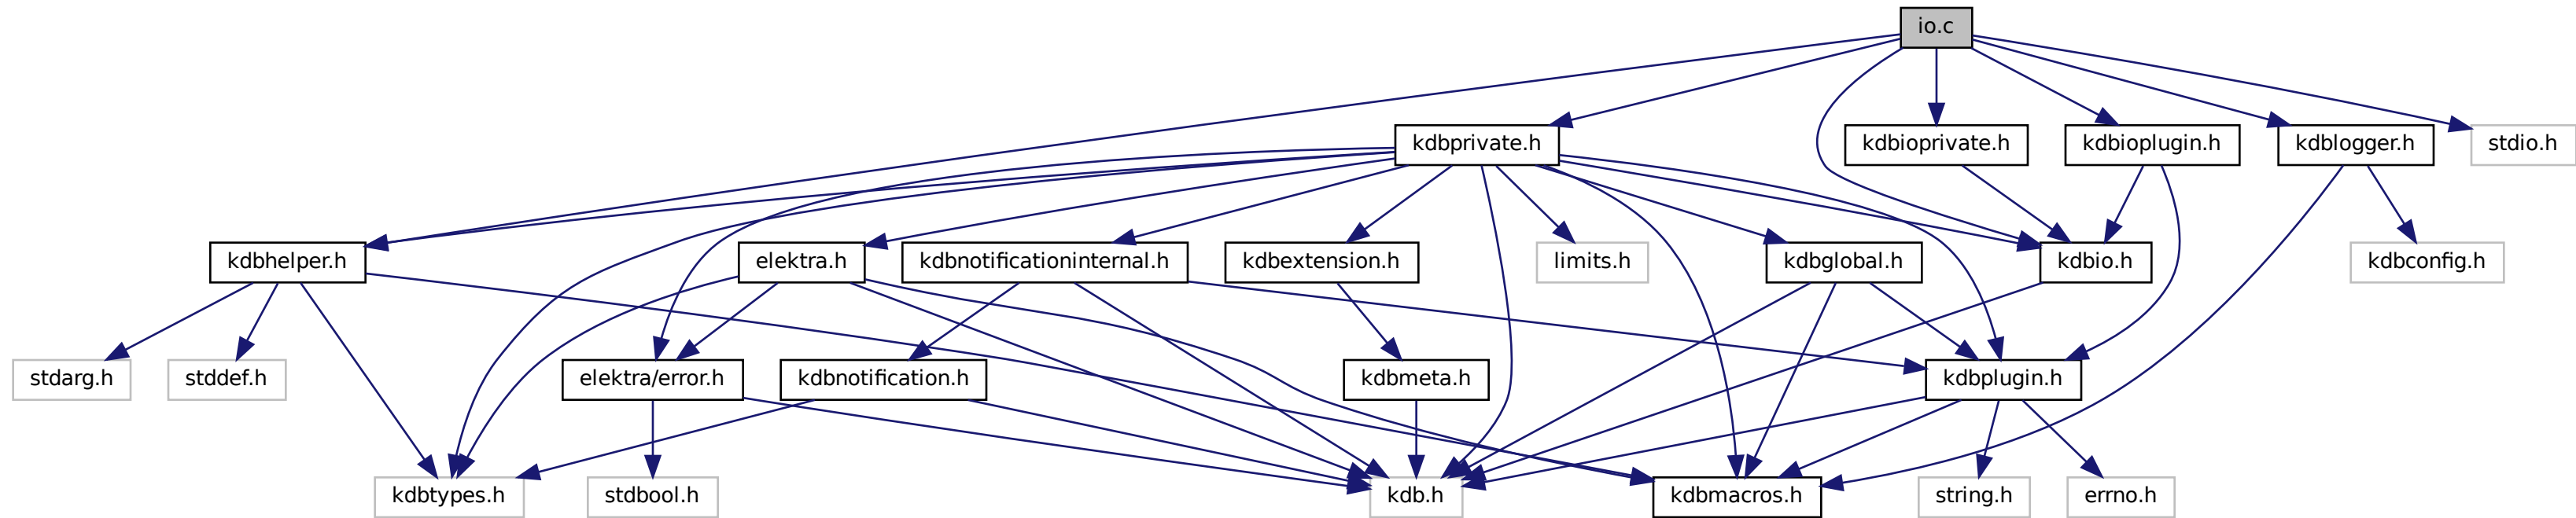 io.c
kdbprivate.h
kdbioprivate.h
kdbioplugin.h
kdblogger.h
stdio.h
kdbhelper.h
elektra.h
kdbnotificationinternal.h
kdbextension.h
limits.h
kdbglobal.h
kdbio.h
kdbconfig.h
stdarg.h
stddef.h
elektra/error.h
kdbnotification.h
kdbmeta.h
kdbplugin.h
kdbtypes.h
stdbool.h
kdb.h
kdbmacros.h
string.h
errno.h